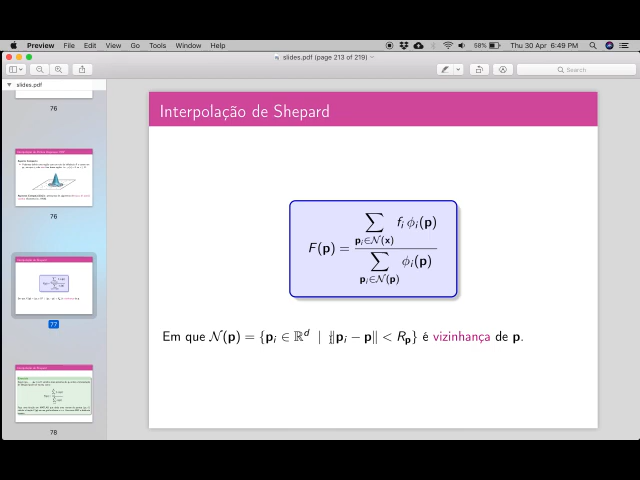 Preview File Edit View Go Tools Window Help 58% Thu 30 Apr 6:49 PM
slides.pdf (page 213 of 219)
Search
slides.pdf
76
76
77
78
Interpolação de Shepard
F(p) = ∑_{p_i∈N(x)} f_i ϕ_i(p) / ∑_{p_i∈N(p)} ϕ_i(p)
Em que N(p) = {p_i ∈ ℝ^d | ‖p_i − p‖ < R_p} é vizinhança de p.